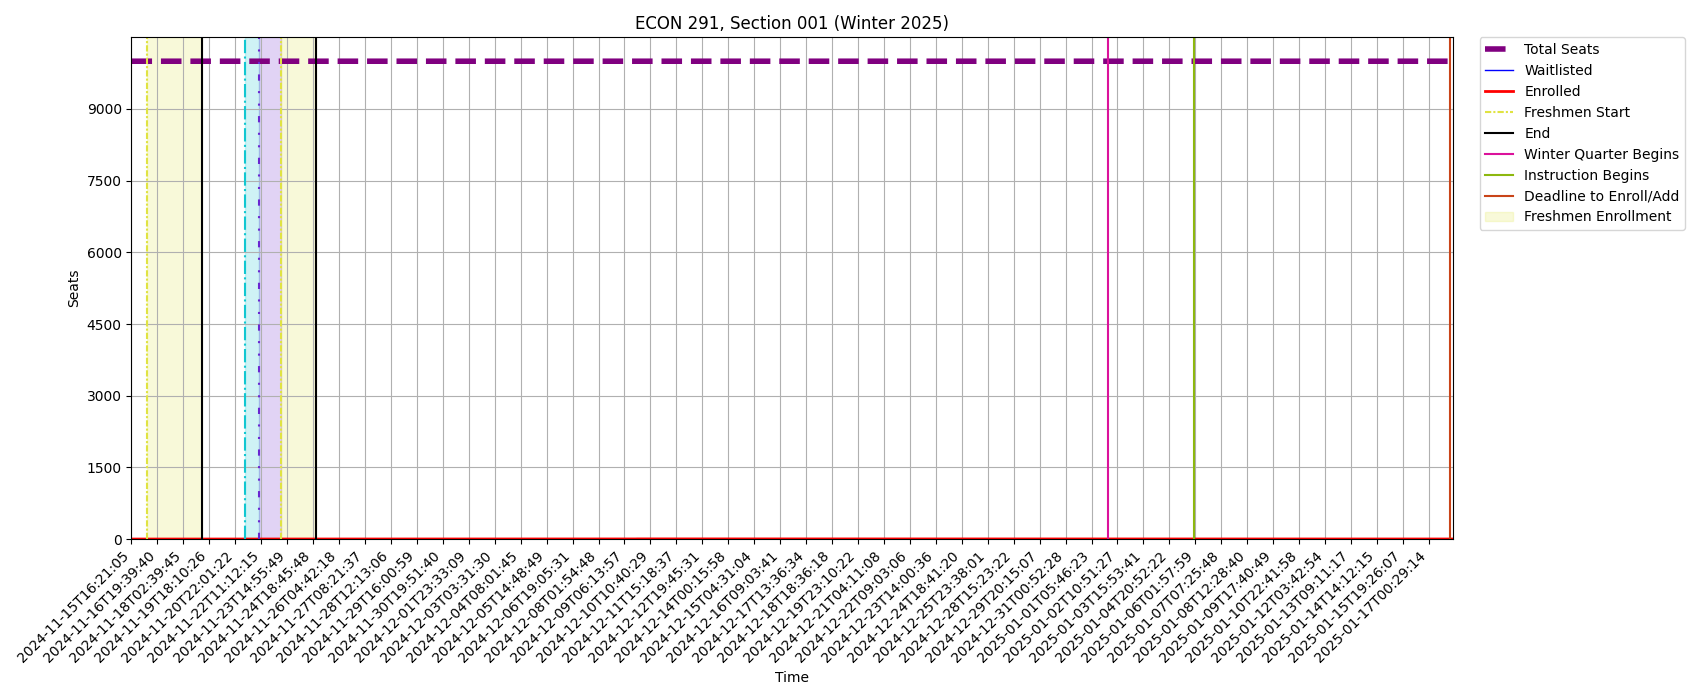 ECON 291, Section 001 (Winter 2025)
Total Seats
Waitlisted
Enrolled
Freshmen Start
End
Winter Quarter Begins
Instruction Begins
Deadline to Enroll/Add
Freshmen Enrollment
Seats
9000
7500
6000
4500
3000
1500
0
2024-11-15T16:21:05
2024-11-16T19:39:40
2024-11-18T02:39:45
2024-11-19T18:10:26
2024-11-20T22:01:22
2024-11-22T11:12:15
2024-11-23T14:55:49
2024-11-24T18:45:48
2024-11-26T04:42:18
2024-11-27T08:21:37
2024-11-28T12:13:06
2024-11-29T16:00:59
2024-11-30T19:51:40
2024-12-01T23:33:09
2024-12-03T03:31:30
2024-12-04T08:01:45
2024-12-05T14:48:49
2024-12-06T19:05:31
2024-12-08T01:54:48
2024-12-09T06:13:57
2024-12-10T10:40:29
2024-12-11T15:18:37
2024-12-12T19:45:31
2024-12-14T00:15:58
2024-12-15T04:31:04
2024-12-16T09:03:41
2024-12-17T13:36:34
2024-12-18T18:36:18
2024-12-19T23:10:22
2024-12-21T04:11:08
2024-12-22T09:03:06
2024-12-23T14:00:36
2024-12-24T18:41:20
2024-12-25T23:38:01
2024-12-28T15:23:22
2024-12-29T20:15:07
2024-12-31T00:52:28
2025-01-01T05:46:23
2025-01-02T10:51:27
2025-01-03T15:53:41
2025-01-04T20:52:22
2025-01-06T01:57:59
2025-01-07T07:25:48
2025-01-08T12:28:40
2025-01-09T17:40:49
2025-01-10T22:41:58
2025-01-12T03:42:54
2025-01-13T09:11:17
2025-01-14T14:12:15
2025-01-15T19:26:07
2025-01-17T00:29:14
Time